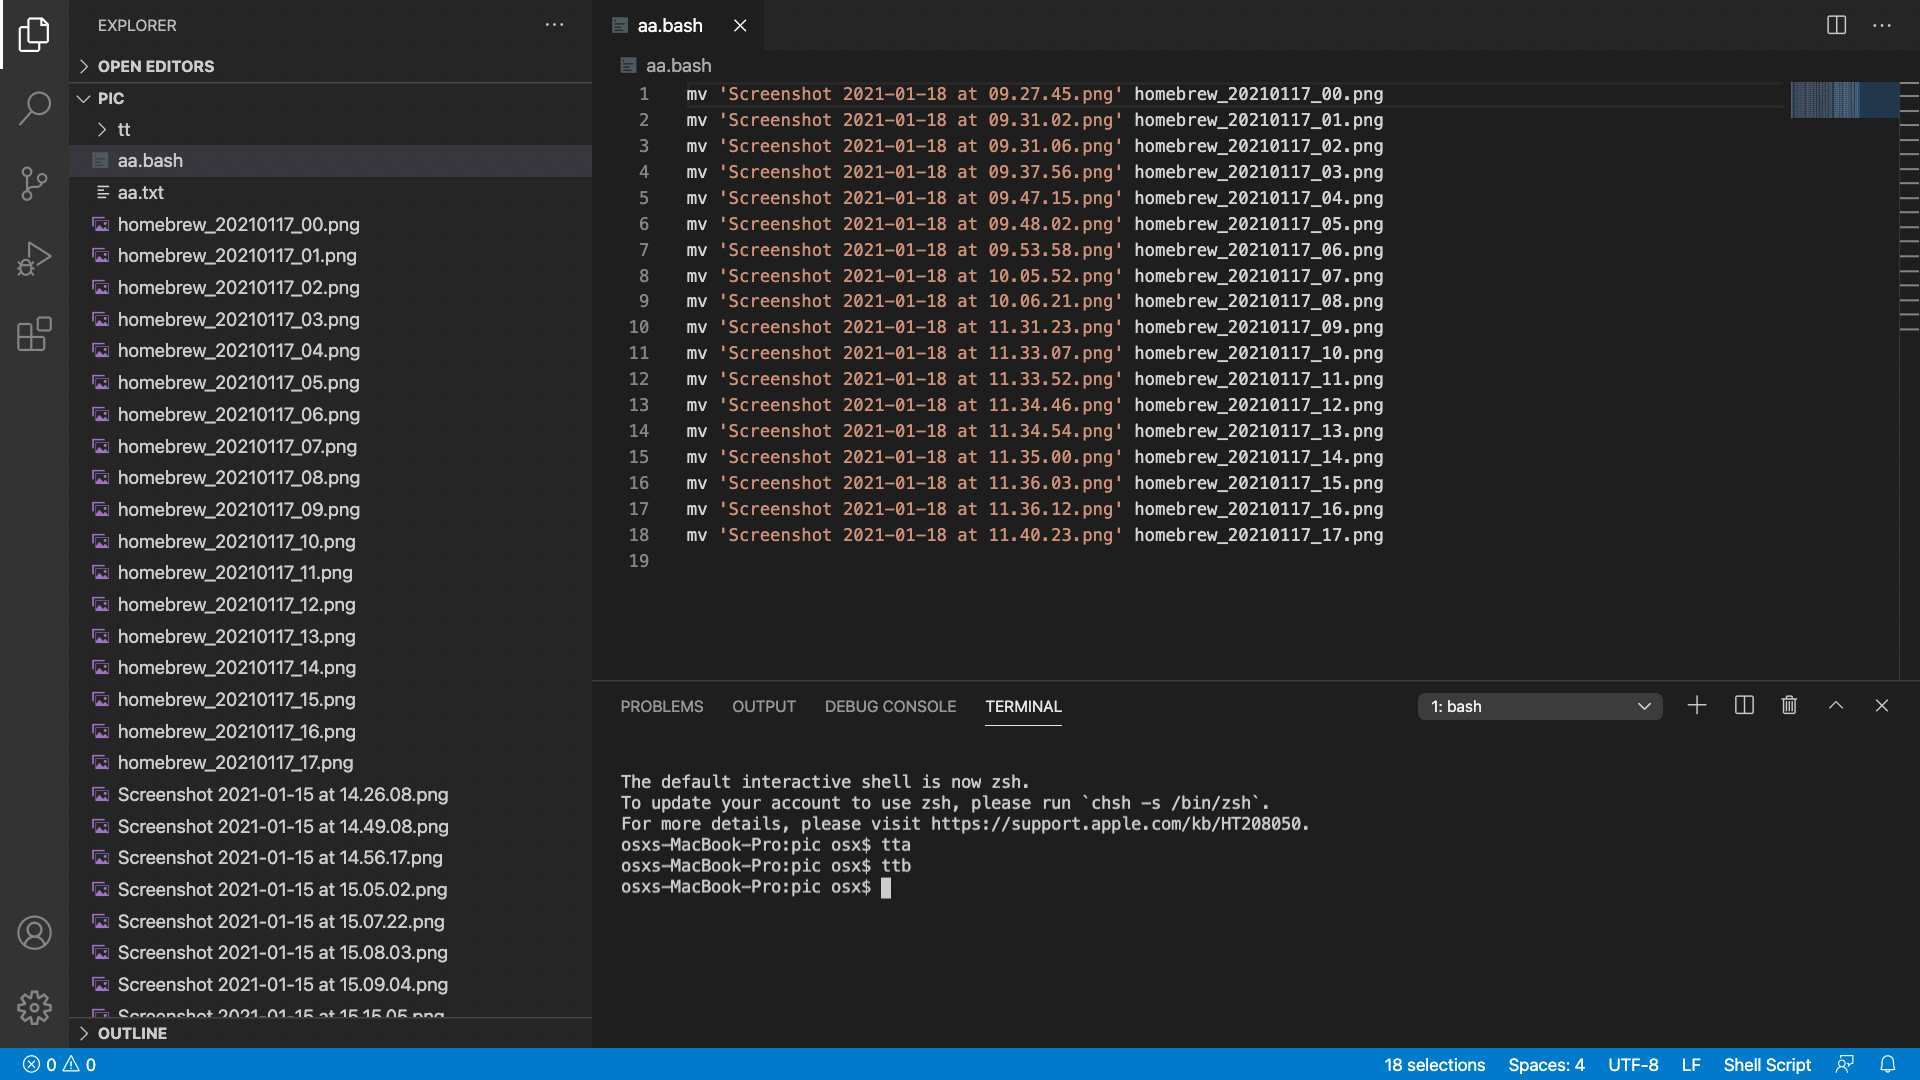 EXPLORER
OPEN EDITORS
PIC
tt
aa.bash
aa.txt
homebrew_20210117_00.png
homebrew_20210117_01.png
homebrew_20210117_02.png
homebrew_20210117_03.png
homebrew_20210117_04.png
homebrew_20210117_05.png
homebrew_20210117_06.png
homebrew_20210117_07.png
homebrew_20210117_08.png
homebrew_20210117_09.png
homebrew_20210117_10.png
homebrew_20210117_11.png
homebrew_20210117_12.png
homebrew_20210117_13.png
homebrew_20210117_14.png
homebrew_20210117_15.png
homebrew_20210117_16.png
homebrew_20210117_17.png
Screenshot 2021-01-15 at 14.26.08.png
Screenshot 2021-01-15 at 14.49.08.png
Screenshot 2021-01-15 at 14.56.17.png
Screenshot 2021-01-15 at 15.05.02.png
Screenshot 2021-01-15 at 15.07.22.png
Screenshot 2021-01-15 at 15.08.03.png
Screenshot 2021-01-15 at 15.09.04.png
Screenshot 2021-01-15 at 15.15.05.png
OUTLINE
aa.bash
aa.bash
1 mv 'Screenshot 2021-01-18 at 09.27.45.png' homebrew_20210117_00.png
2 mv 'Screenshot 2021-01-18 at 09.31.02.png' homebrew_20210117_01.png
3 mv 'Screenshot 2021-01-18 at 09.31.06.png' homebrew_20210117_02.png
4 mv 'Screenshot 2021-01-18 at 09.37.56.png' homebrew_20210117_03.png
5 mv 'Screenshot 2021-01-18 at 09.47.15.png' homebrew_20210117_04.png
6 mv 'Screenshot 2021-01-18 at 09.48.02.png' homebrew_20210117_05.png
7 mv 'Screenshot 2021-01-18 at 09.53.58.png' homebrew_20210117_06.png
8 mv 'Screenshot 2021-01-18 at 10.05.52.png' homebrew_20210117_07.png
9 mv 'Screenshot 2021-01-18 at 10.06.21.png' homebrew_20210117_08.png
10 mv 'Screenshot 2021-01-18 at 11.31.23.png' homebrew_20210117_09.png
11 mv 'Screenshot 2021-01-18 at 11.33.07.png' homebrew_20210117_10.png
12 mv 'Screenshot 2021-01-18 at 11.33.52.png' homebrew_20210117_11.png
13 mv 'Screenshot 2021-01-18 at 11.34.46.png' homebrew_20210117_12.png
14 mv 'Screenshot 2021-01-18 at 11.34.54.png' homebrew_20210117_13.png
15 mv 'Screenshot 2021-01-18 at 11.35.00.png' homebrew_20210117_14.png
16 mv 'Screenshot 2021-01-18 at 11.36.03.png' homebrew_20210117_15.png
17 mv 'Screenshot 2021-01-18 at 11.36.12.png' homebrew_20210117_16.png
18 mv 'Screenshot 2021-01-18 at 11.40.23.png' homebrew_20210117_17.png
19
PROBLEMS OUTPUT DEBUG CONSOLE TERMINAL 1: bash
The default interactive shell is now zsh.
To update your account to use zsh, please run `chsh -s /bin/zsh`.
For more details, please visit https://support.apple.com/kb/HT208050.
osxs-MacBook-Pro:pic osx$ tta
osxs-MacBook-Pro:pic osx$ ttb
osxs-MacBook-Pro:pic osx$
0 0 18 selections Spaces: 4 UTF-8 LF Shell Script